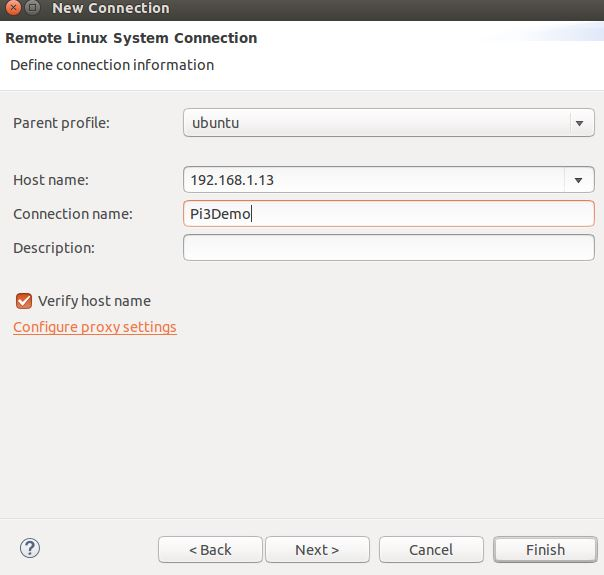 New Connection
Remote Linux System Connection
Define connection information
Parent profile: ubuntu
Host name: 192.168.1.13
Connection name: Pi3Demo
Description:
Verify host name
Configure proxy settings
? < Back Next > Cancel Finish